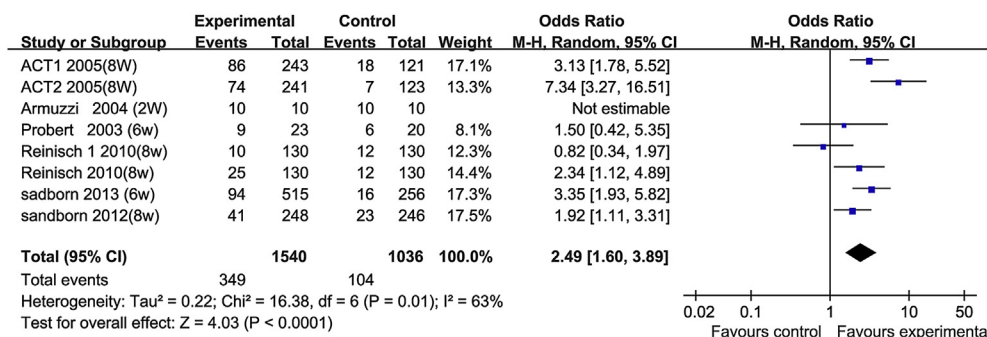 Experimental Control Odds Ratio Odds Ratio
Study or Subgroup Events Total Events Total Weight M-H, Random, 95% CI M-H, Random, 95% CI
ACT1 2005(8W) 86 243 18 121 17.1% 3.13 [1.78, 5.52]
ACT2 2005(8W) 74 241 7 123 13.3% 7.34 [3.27, 16.51]
Armuzzi 2004 (2W) 10 10 10 10 Not estimable
Probert 2003 (6w) 9 23 6 20 8.1% 1.50 [0.42, 5.35]
Reinisch 1 2010(8w) 10 130 12 130 12.3% 0.82 [0.34, 1.97]
Reinisch 2010(8w) 25 130 12 130 14.4% 2.34 [1.12, 4.89]
sadborn 2013 (6w) 94 515 16 256 17.3% 3.35 [1.93, 5.82]
sandborn 2012(8w) 41 248 23 246 17.5% 1.92 [1.11, 3.31]
Total (95% CI) 1540 1036 100.0% 2.49 [1.60, 3.89]
Total events 349 104
Heterogeneity: Tau² = 0.22; Chi² = 16.38, df = 6 (P = 0.01); I² = 63%
Test for overall effect: Z = 4.03 (P < 0.0001)
0.02 0.1 1 10 50
Favours control Favours experimenta